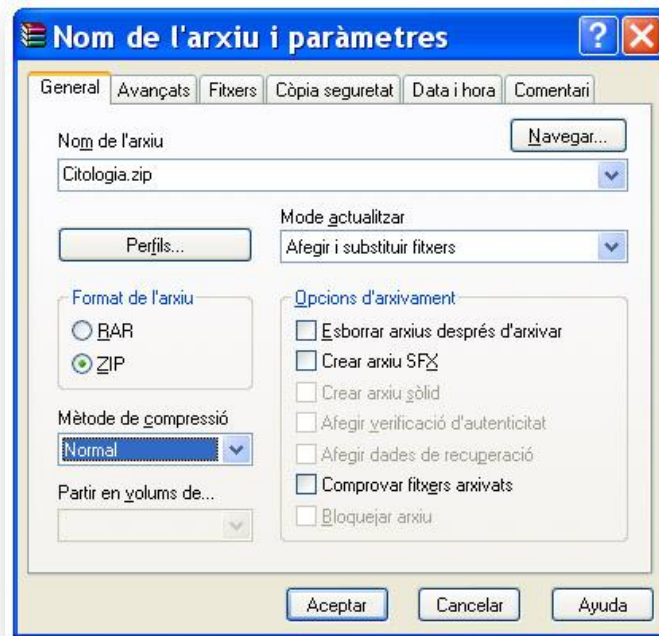 Nom de l'arxiu i paràmetres
General Avançats Fitxers Còpia seguretat Data i hora Comentari
Nom de l'arxiu
Navegar...
Citologia.zip
Mode actualitzar
Perfils...
Afegir i substituir fitxers
Format de l'arxiu
RAR
ZIP
Mètode de compressió
Normal
Partir en volums de...
Opcions d'arxivament
Esborrar arxius després d'arxivar
Crear arxiu SFX
Crear arxiu sòlid
Afegir verificació d'autenticitat
Afegir dades de recuperació
Comprovar fitxers arxivats
Bloquejar arxiu
Aceptar Cancelar Ayuda